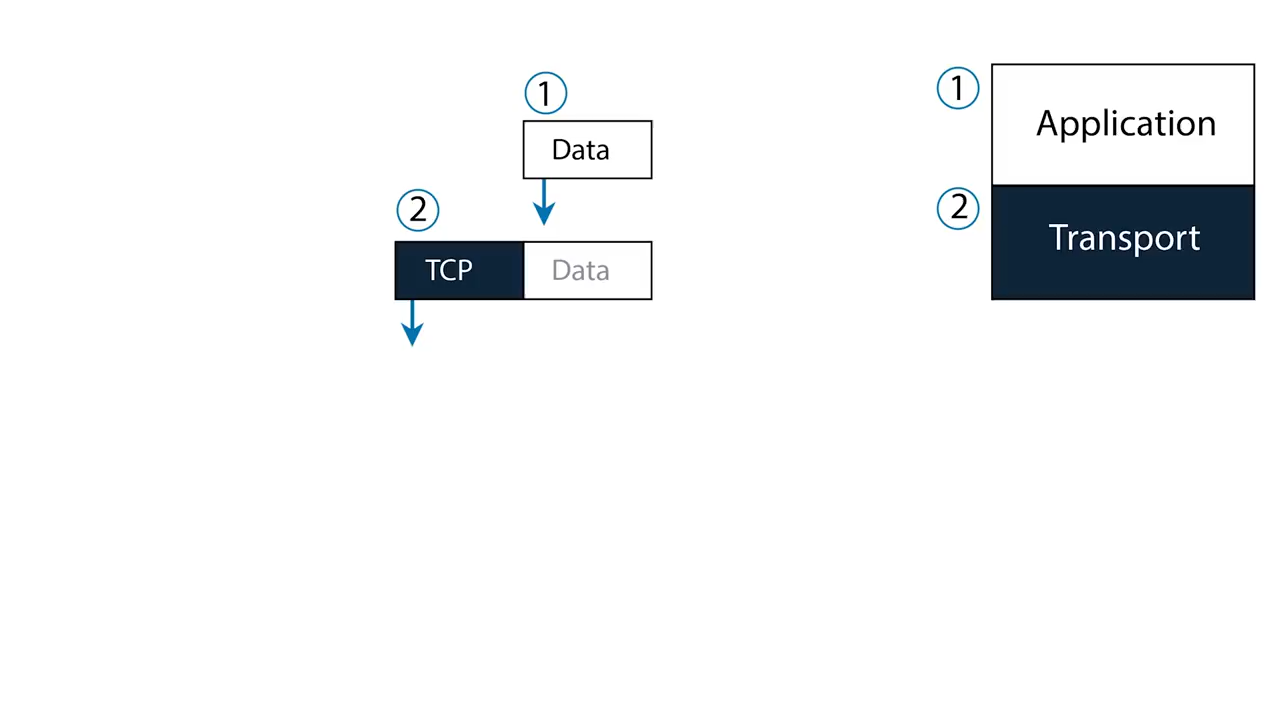 1
Data
2
TCP Data
1
Application
2
Transport